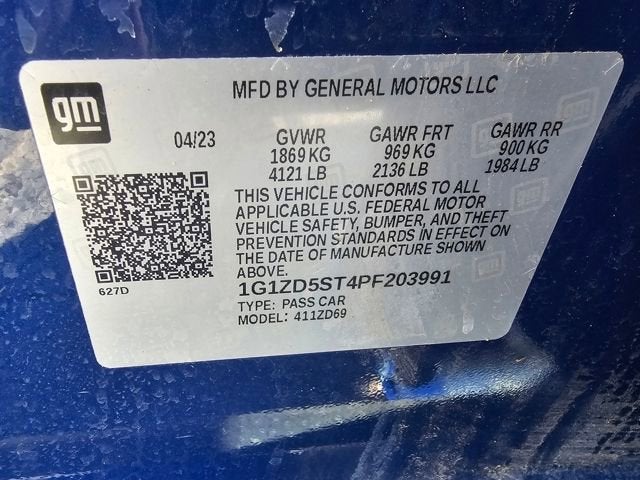 gm
MFD BY GENERAL MOTORS LLC
04/23 GVWR GAWR FRT GAWR RR
1869 KG 969 KG 900 KG
4121 LB 2136 LB 1984 LB
THIS VEHICLE CONFORMS TO ALL
APPLICABLE U.S. FEDERAL MOTOR
VEHICLE SAFETY, BUMPER, AND THEFT
PREVENTION STANDARDS IN EFFECT ON
THE DATE OF MANUFACTURE SHOWN
ABOVE.
627D
1G1ZD5ST4PF203991
TYPE: PASS CAR
MODEL: 411ZD69